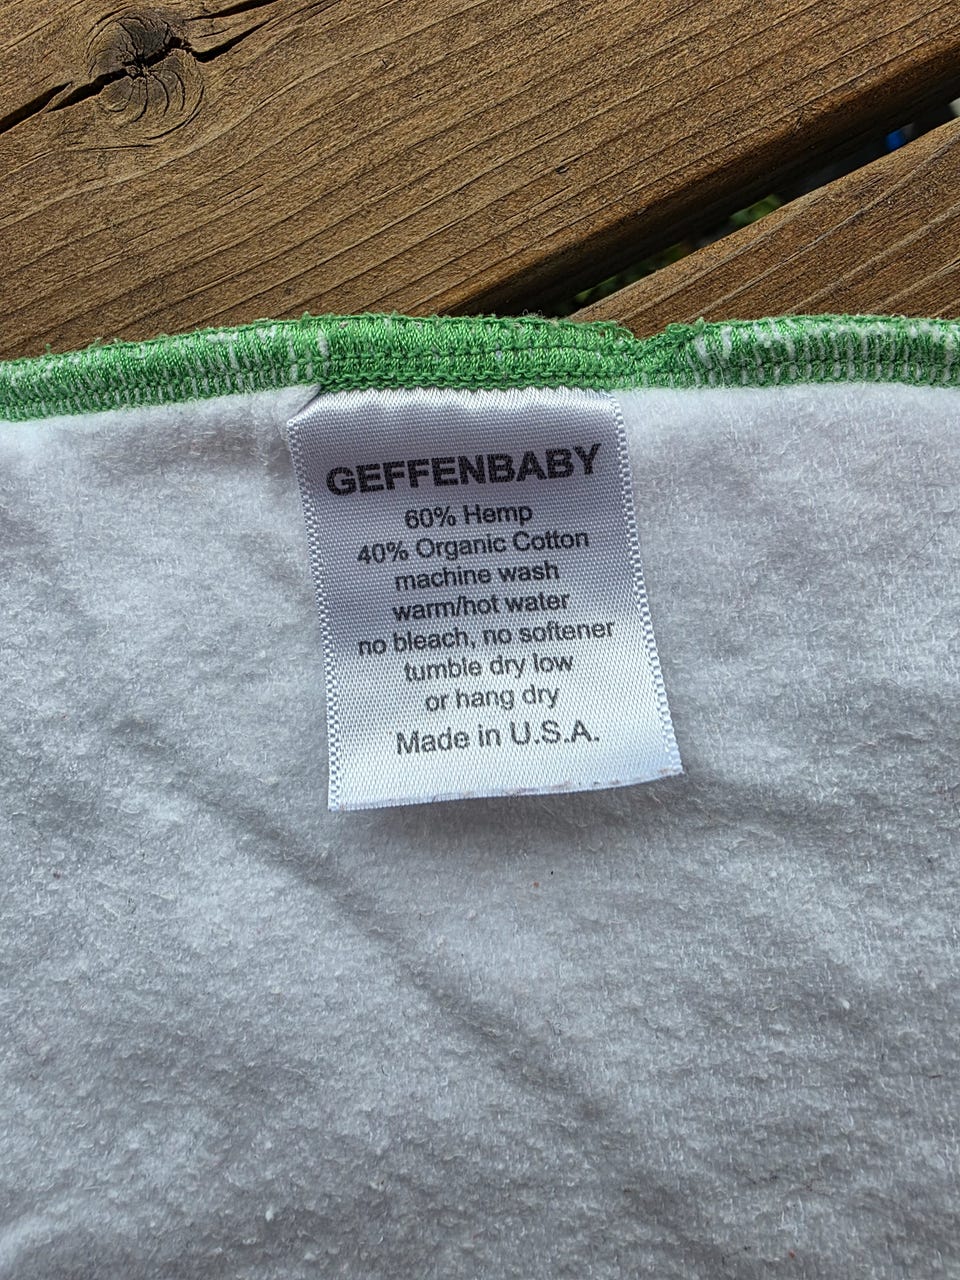 GEFFENBABY
60% Hemp
40% Organic Cotton
machine wash
warm/hot water
no bleach, no softener
tumble dry low
or hang dry
Made in U.S.A.